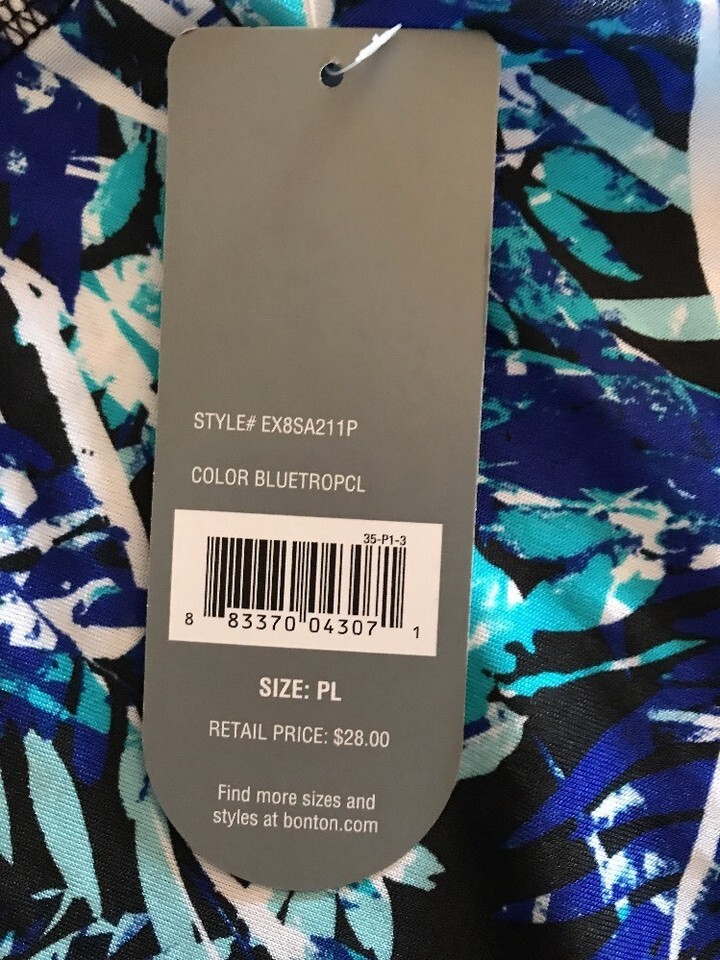 STYLE# EX8SA211P
COLOR BLUETROPCL
35-P1-3
8 83370 04307 1
SIZE: PL
RETAIL PRICE: $28.00
Find more sizes and
styles at bonton.com